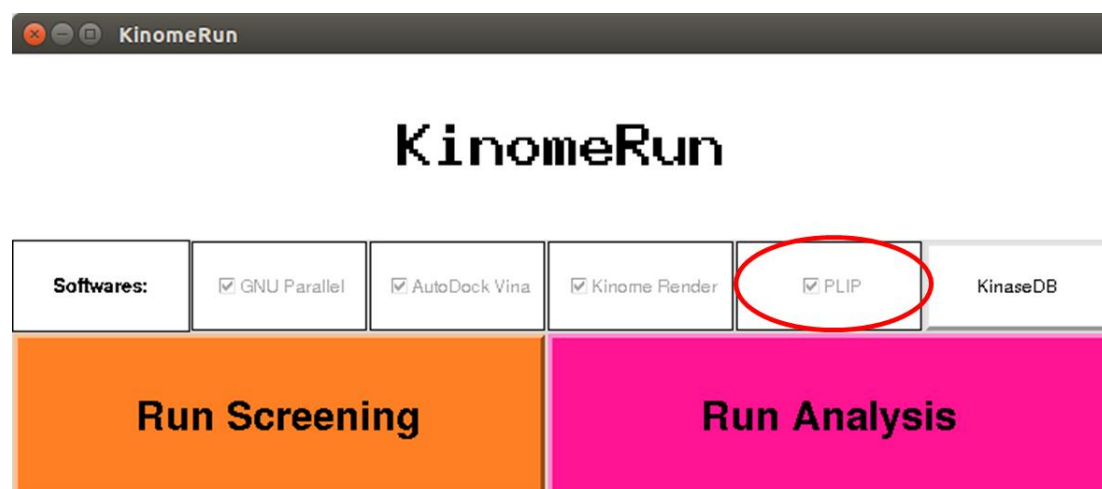 KinomeRun
KinomeRun
Softwares: GNU Parallel AutoDock Vina Kinome Render PLIP KinaseDB
Run Screening Run Analysis